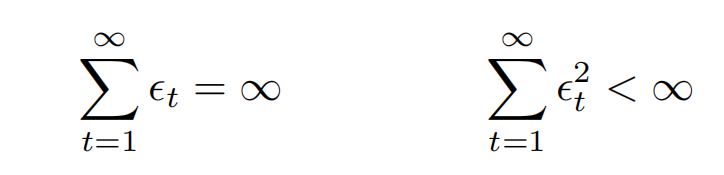 ∑_{t=1}^{∞} ϵ_t = ∞    ∑_{t=1}^{∞} ϵ_t^2 < ∞